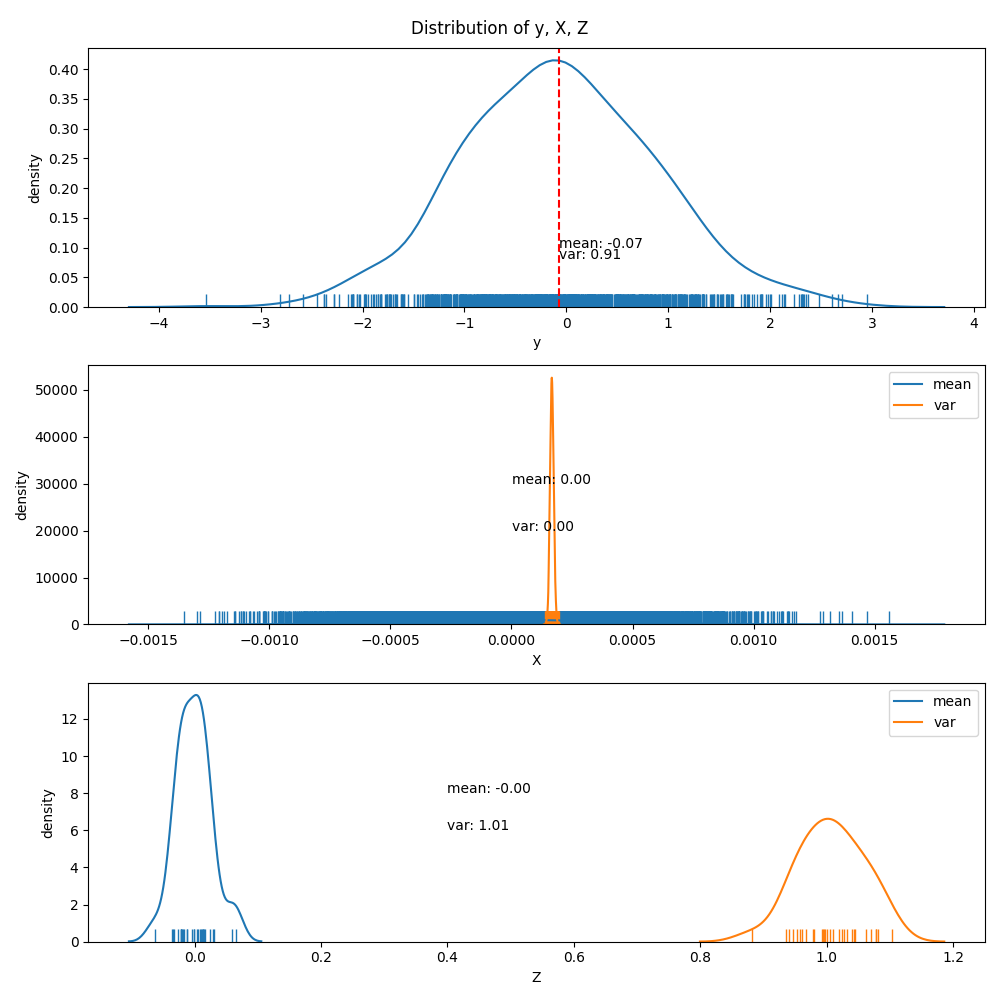 Distribution of y, X, Z
0.40
0.35
0.30
0.25
0.20
0.15
0.10
0.05
0.00
density
mean: -0.07
var: 0.91
−4 −3 −2 −1 0 1 2 3 4
y
50000
40000
30000
20000
10000
0
density
mean
var
mean: 0.00
var: 0.00
−0.0015 −0.0010 −0.0005 0.0000 0.0005 0.0010 0.0015
X
12
10
8
6
4
2
0
density
mean
var
mean: -0.00
var: 1.01
0.0 0.2 0.4 0.6 0.8 1.0 1.2
Z